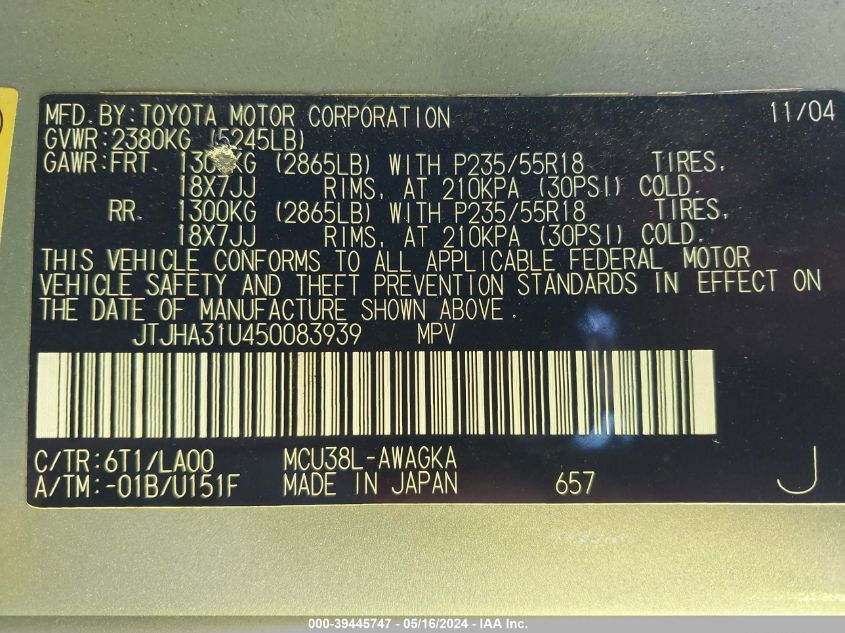 MFD.BY:TOYOTA MOTOR CORPORATION 11/04
GVWR:2380KG (5245LB)
GAWR:FRT. 1300KG (2865LB) WITH P235/55R18 TIRES,
18X7JJ RIMS, AT 210KPA (30PSI) COLD.
RR. 1300KG (2865LB) WITH P235/55R18 TIRES,
18X7JJ RIMS, AT 210KPA (30PSI) COLD.
THIS VEHICLE CONFORMS TO ALL APPLICABLE FEDERAL MOTOR
VEHICLE SAFETY AND THEFT PREVENTION STANDARDS IN EFFECT ON
THE DATE OF MANUFACTURE SHOWN ABOVE.
JTJHA31U450083939 MPV
C/TR:6T1/LA00 MCU38L-AWAGKA
A/TM:-01B/U151F MADE IN JAPAN 657 J
000-39445747 - 05/16/2024 - IAA Inc.